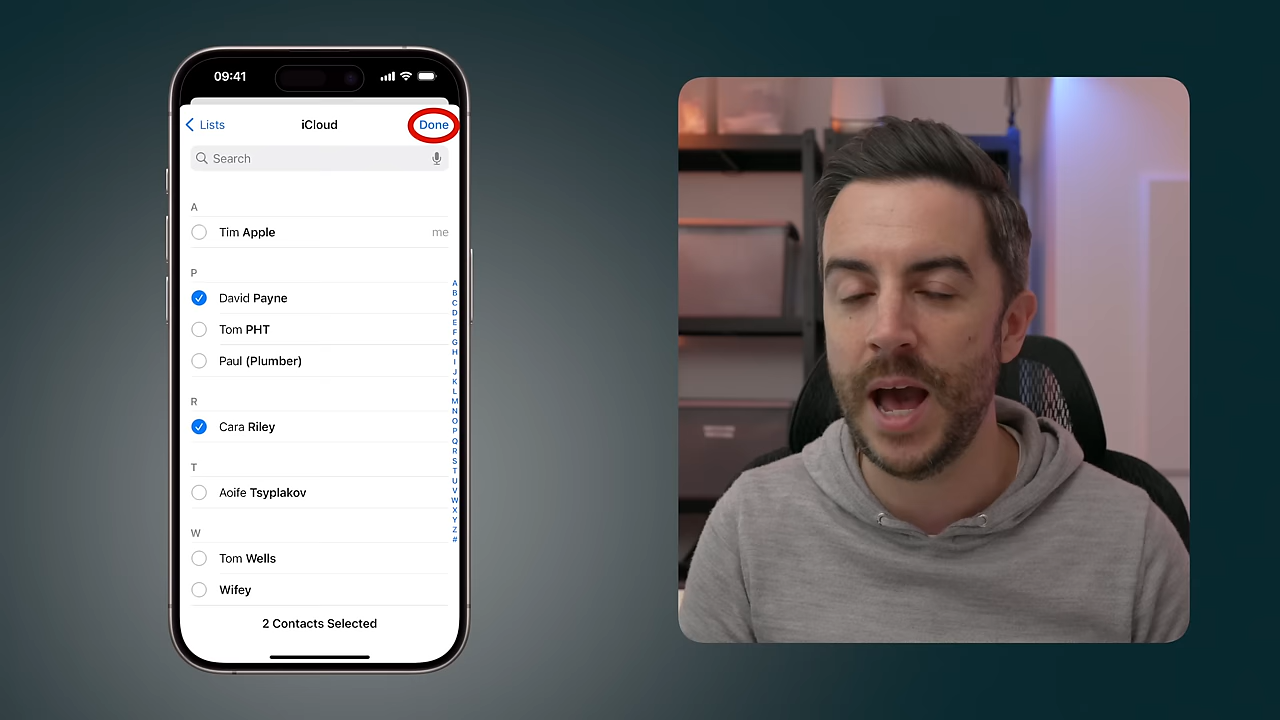 09:41
Lists
iCloud
Done
Search
A
Tim Apple
me
P
David Payne
Tom PHT
Paul (Plumber)
R
Cara Riley
T
Aoife Tsyplakov
W
Tom Wells
Wifey
2 Contacts Selected
A
B
C
D
E
F
G
H
I
J
K
L
M
N
O
P
Q
R
S
T
U
V
W
X
Y
Z
#